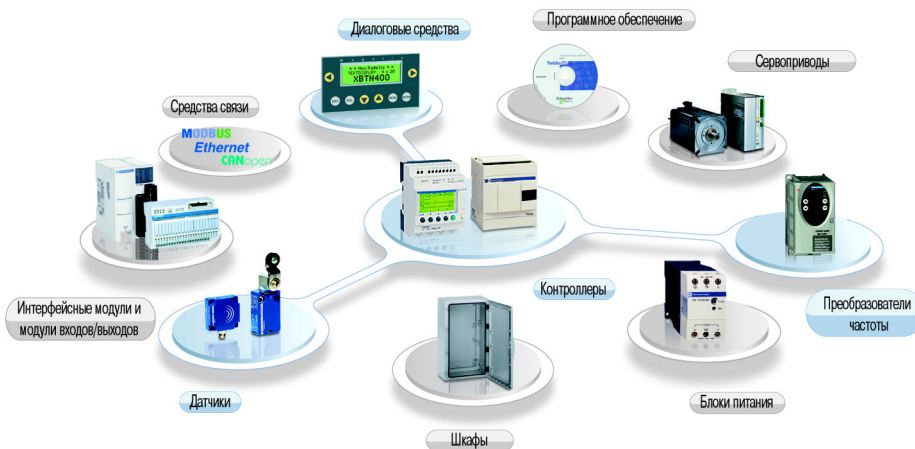 Диалоговые средства
Программное обеспечение
Сервоприводы
Средства связи
MODBUS
Ethernet
CANopen
XBTN400
Контроллеры
Интерфейсные модули и
модули входов/выходов
Преобразователи
частоты
Датчики
Блоки питания
Шкафы